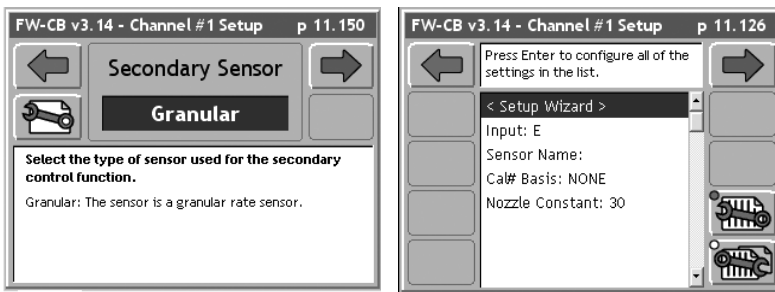 FW-CB v3.14 - Channel #1 Setup p 11.150
Secondary Sensor
Granular
Select the type of sensor used for the secondary
control function.
Granular: The sensor is a granular rate sensor.
FW-CB v3.14 - Channel #1 Setup p 11.126
Press Enter to configure all of the
settings in the list.
< Setup Wizard >
Input: E
Sensor Name:
Cal# Basis: NONE
Nozzle Constant: 30